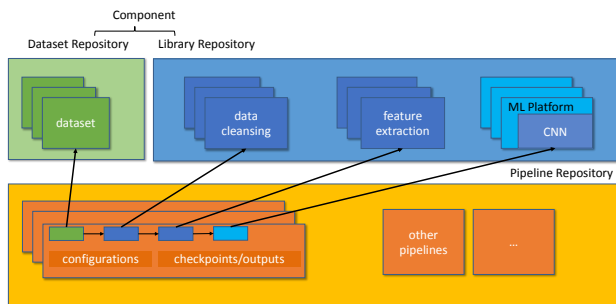 Component
Dataset Repository
Library Repository
dataset
data
cleansing
feature
extraction
ML Platform
CNN
Pipeline Repository
configurations
checkpoints/outputs
other
pipelines
...